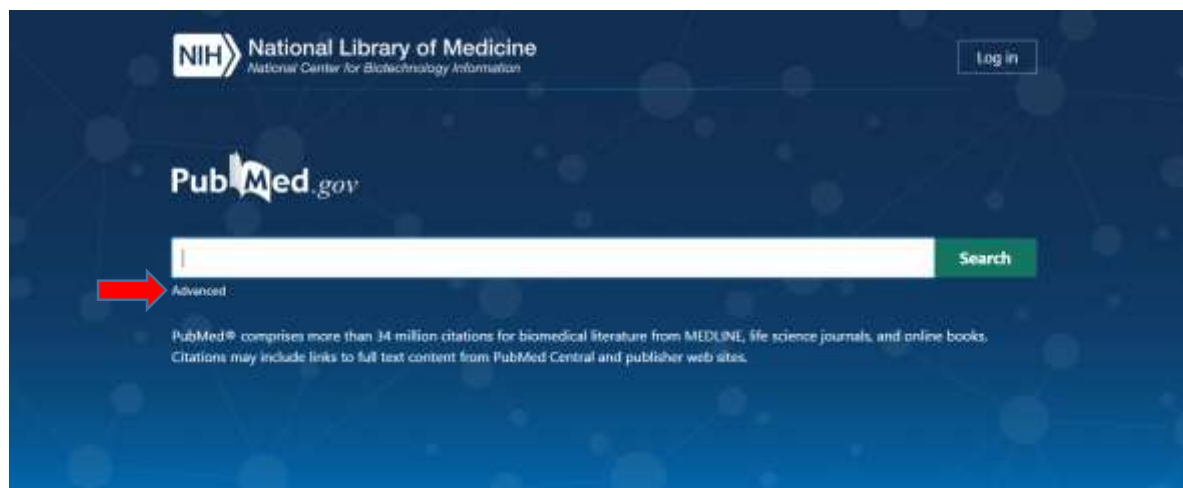 NIH National Library of Medicine
National Center for Biotechnology Information
Log in
PubMed.gov
Search
Advanced
PubMed® comprises more than 34 million citations for biomedical literature from MEDLINE, life science journals, and online books.
Citations may include links to full text content from PubMed Central and publisher web sites.